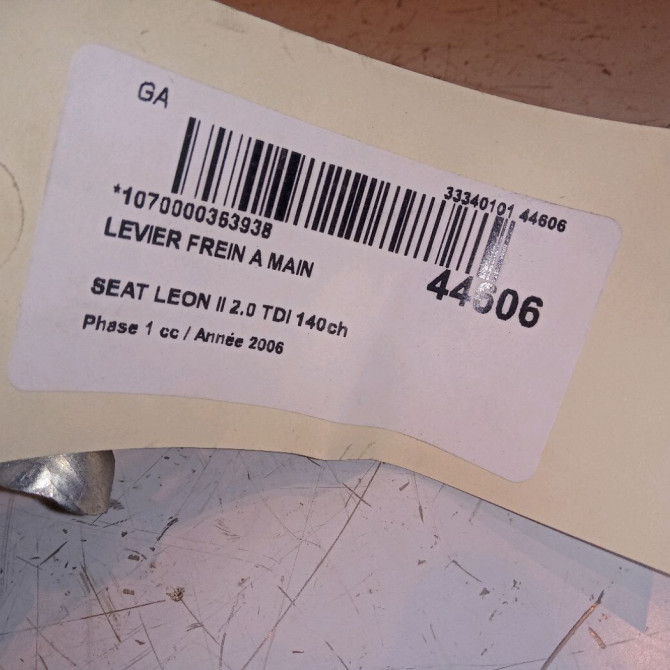 GA
33340101 44606
*1070000363938
LEVIER FREIN A MAIN
44606
SEAT LEON II 2.0 TDI 140ch
Phase 1 cc / Année 2006